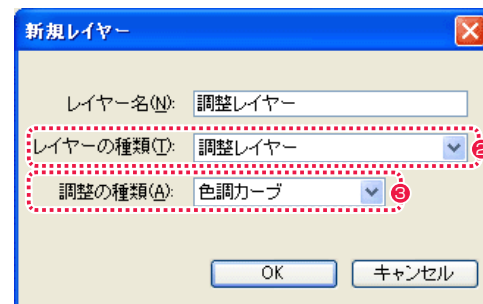 新規レイヤー
レイヤー名(N): 調整レイヤー
レイヤーの種類(T): 調整レイヤー ❷
調整の種類(A): 色調カーブ ❸
OK キャンセル